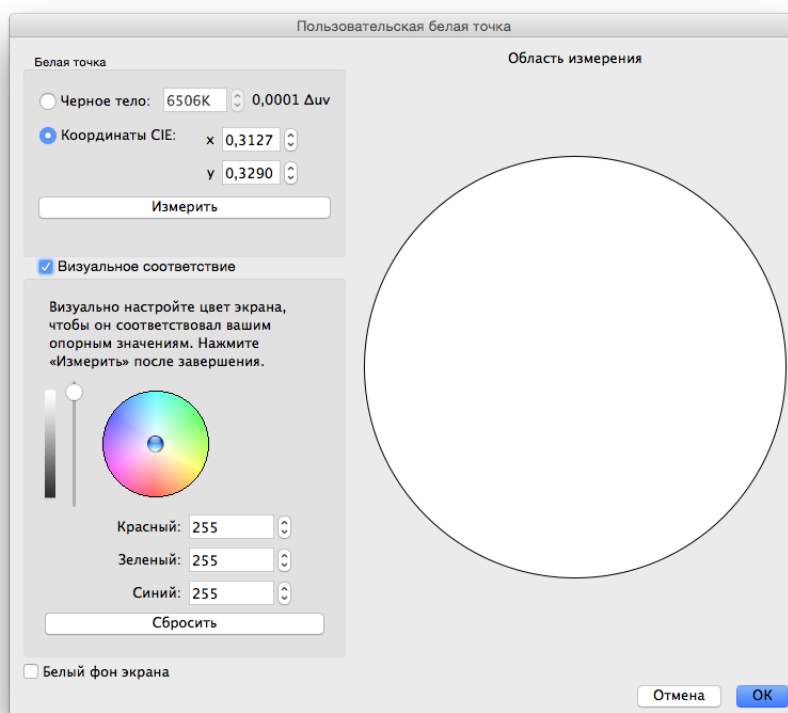 Пользовательская белая точка
Белая точка
Черное тело: 6506K 0,0001 Δuv
Координаты CIE: x 0,3127
y 0,3290
Измерить
Визуальное соответствие
Визуально настройте цвет экрана,
чтобы он соответствовал вашим
опорным значениям. Нажмите
«Измерить» после завершения.
Красный: 255
Зеленый: 255
Синий: 255
Сбросить
Белый фон экрана
Область измерения
Отмена
OK